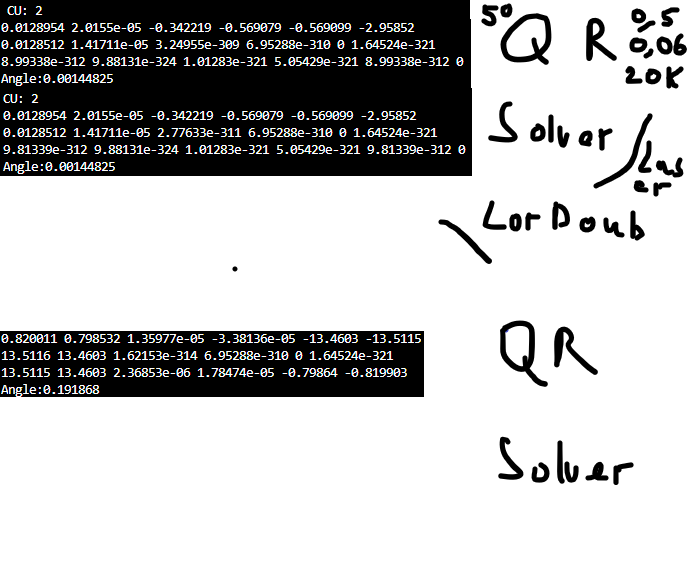 CU: 2
0.0128954 2.0155e-05 -0.342219 -0.569079 -0.569099 -2.95852
0.0128512 1.41711e-05 3.24955e-309 6.95288e-310 0 1.64524e-321
8.99338e-312 9.88131e-324 1.01283e-321 5.05429e-321 8.99338e-312 0
Angle:0.00144825
CU: 2
0.0128954 2.0155e-05 -0.342219 -0.569079 -0.569099 -2.95852
0.0128512 1.41711e-05 2.77633e-311 6.95288e-310 0 1.64524e-321
9.81339e-312 9.88131e-324 1.01283e-321 5.05429e-321 9.81339e-312 0
Angle:0.00144825
5° QR
0,5
0,06
20K
Solver
Las
er
LorDoub
0.820011 0.798532 1.35977e-05 -3.38136e-05 -13.4603 -13.5115
13.5116 13.4603 1.62153e-314 6.95288e-310 0 1.64524e-321
13.5115 13.4603 2.36853e-06 1.78474e-05 -0.79864 -0.819903
Angle:0.191868
QR
Solver